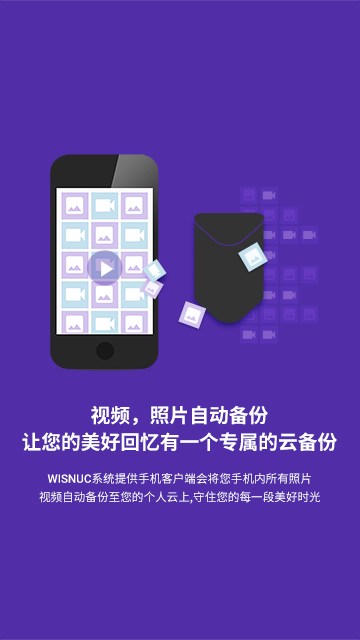 视频，照片自动备份
让您的美好回忆有一个专属的云备份
WISNUC系统提供手机客户端会将您手机内所有照片
视频自动备份至您的个人云上,守住您的每一段美好时光